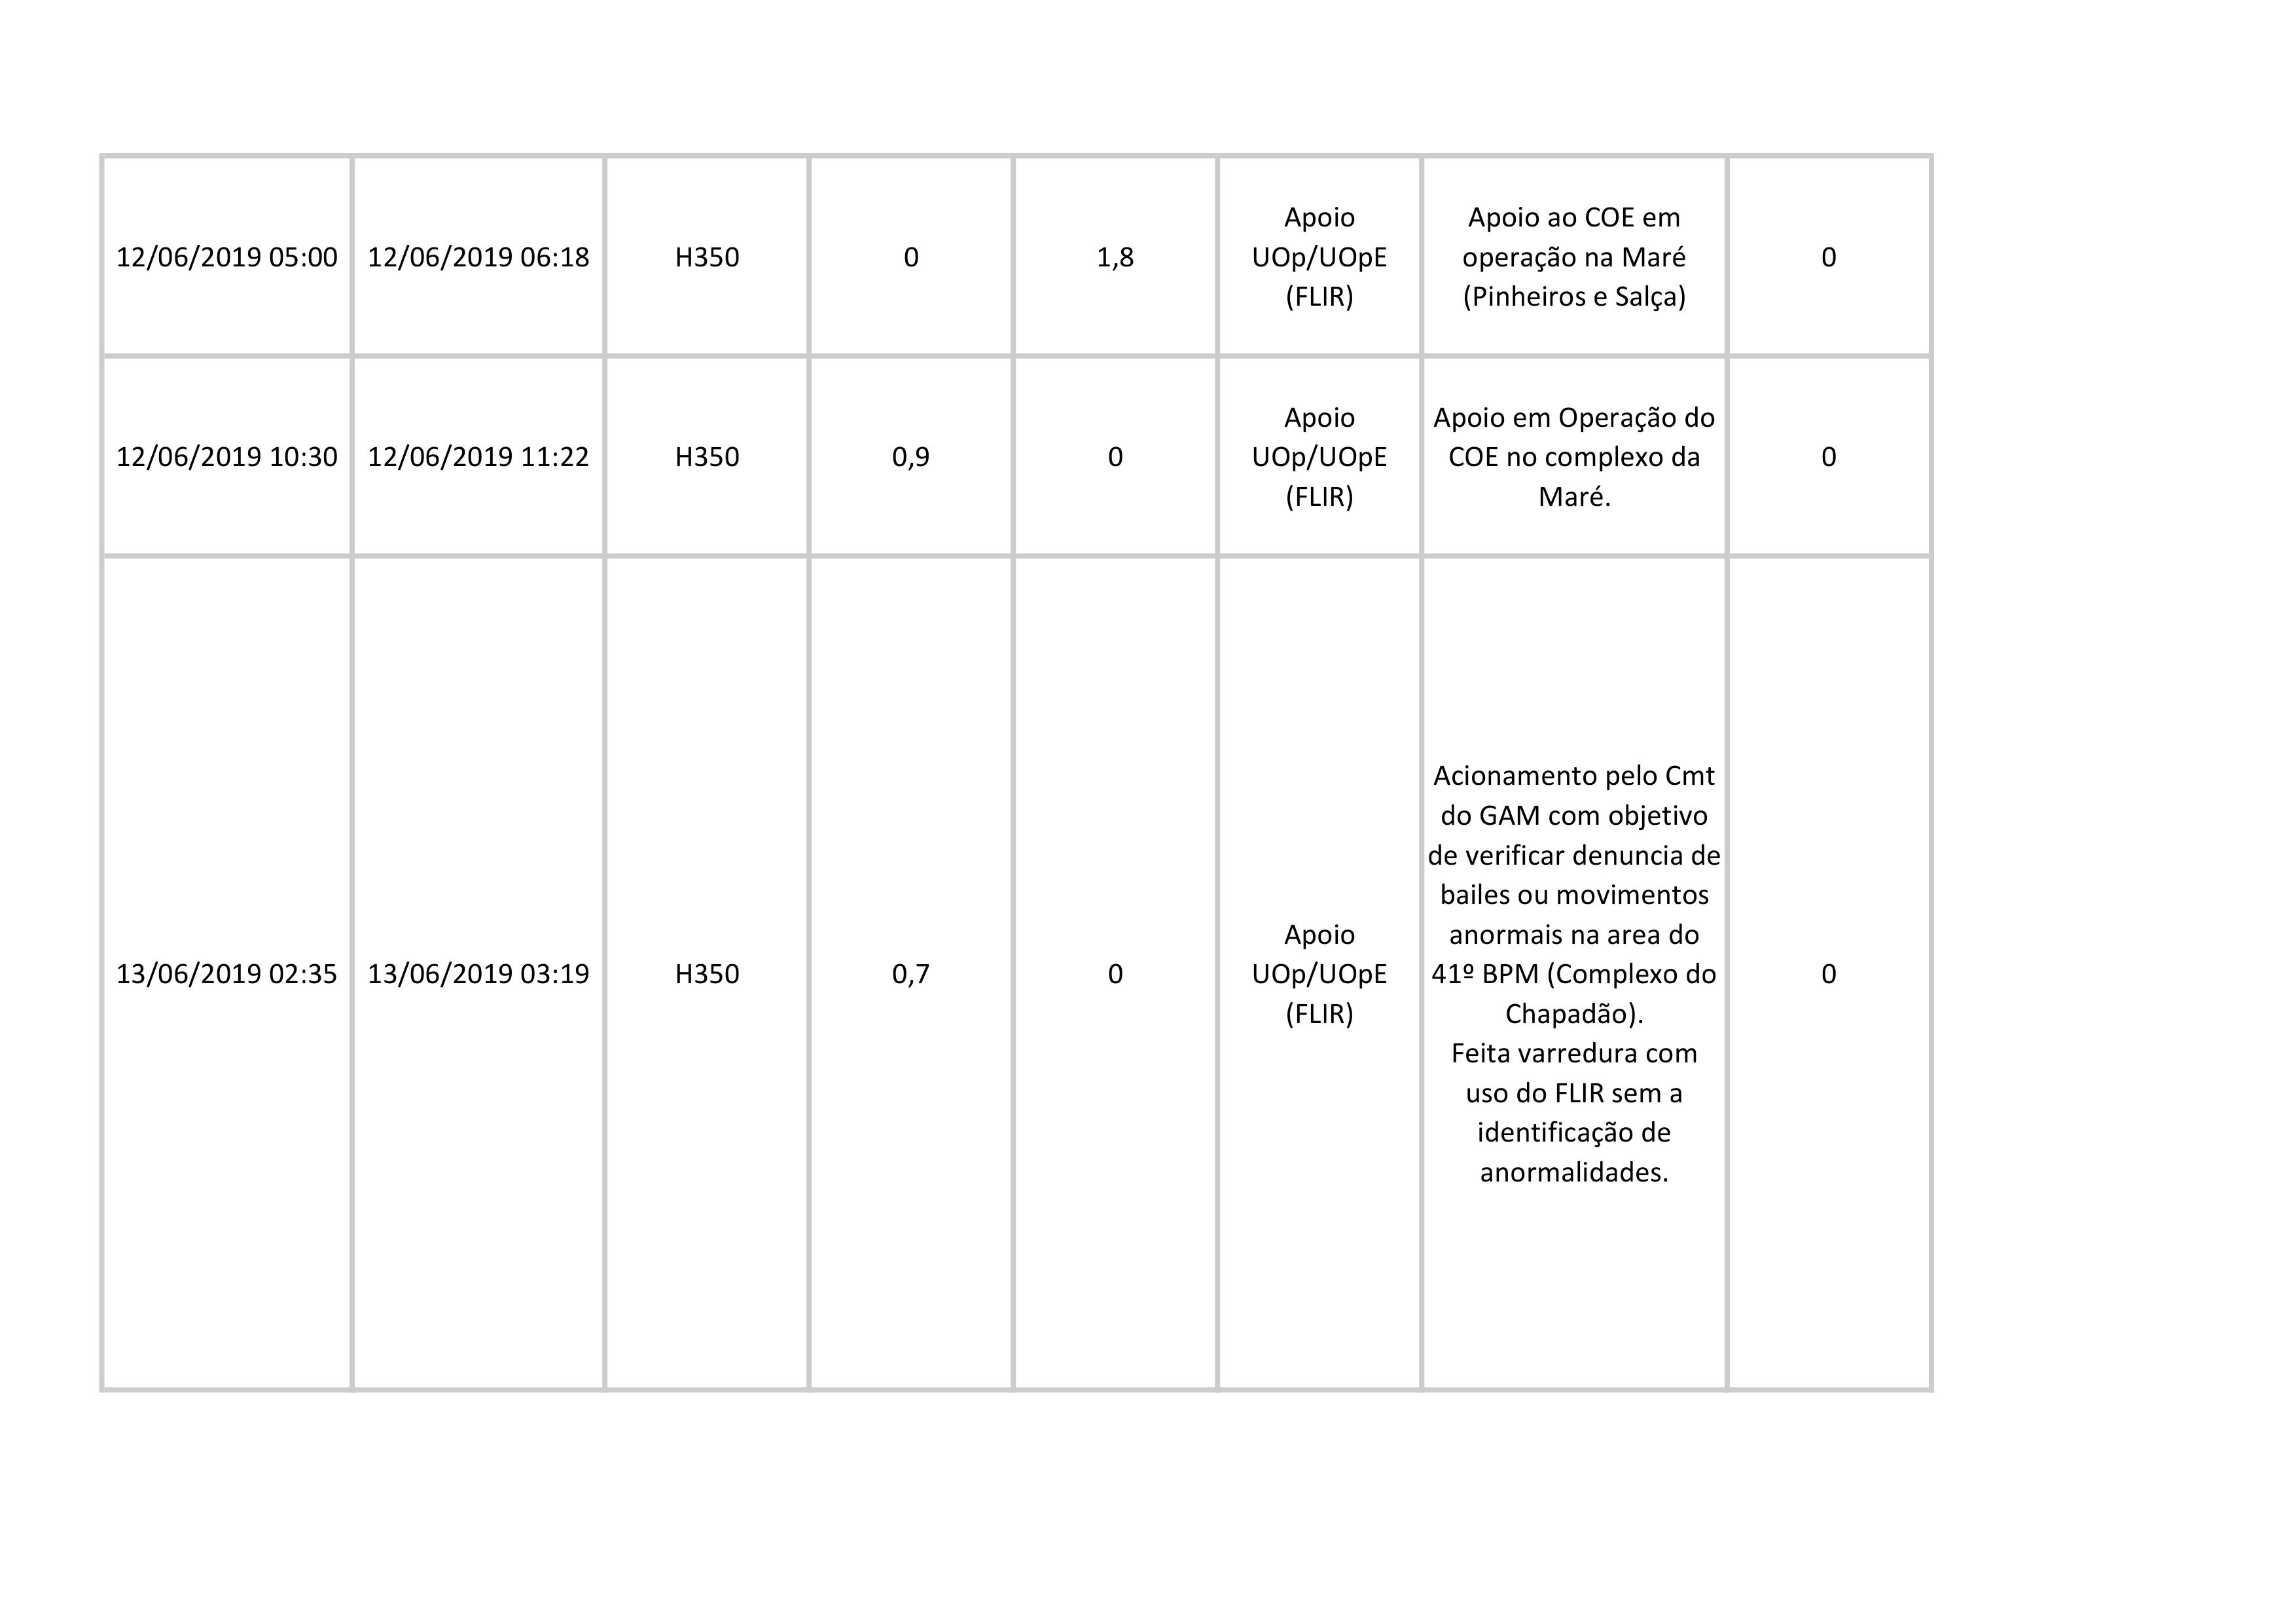 12/06/2019 05:00 12/06/2019 06:18 H350 0 1,8 Apoio
UOp/UOpE
(FLIR) Apoio ao COE em
operação na Maré
(Pinheiros e Salça) 0
12/06/2019 10:30 12/06/2019 11:22 H350 0,9 0 Apoio
UOp/UOpE
(FLIR) Apoio em Operação do
COE no complexo da
Maré. 0
13/06/2019 02:35 13/06/2019 03:19 H350 0,7 0 Apoio
UOp/UOpE
(FLIR) Acionamento pelo Cmt
do GAM com objetivo
de verificar denuncia de
bailes ou movimentos
anormais na area do
41º BPM (Complexo do
Chapadão).
Feita varredura com
uso do FLIR sem a
identificação de
anormalidades. 0